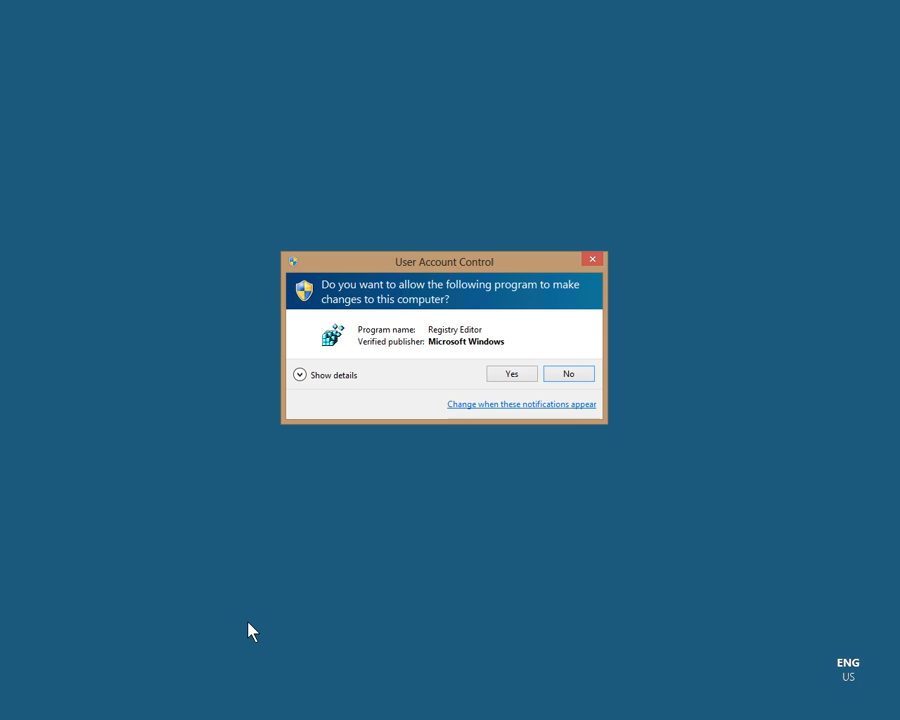 User Account Control
Do you want to allow the following program to make
changes to this computer?
Program name: Registry Editor
Verified publisher: Microsoft Windows
Show details
Yes
No
Change when these notifications appear
ENG
US